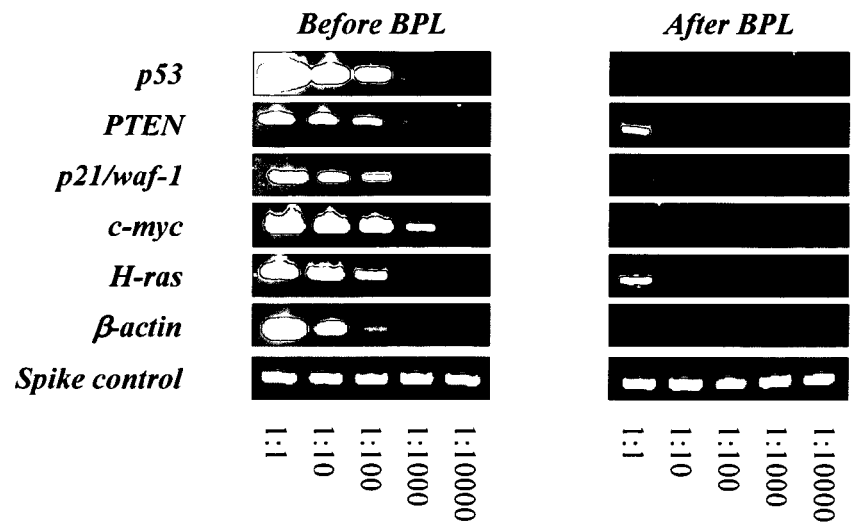 Before BPL After BPL
p53
PTEN
p21/waf-1
c-myc
H-ras
β-actin
Spike control
1:1 1:10 1:100 1:1000 1:10000 1:1 1:10 1:100 1:1000 1:10000